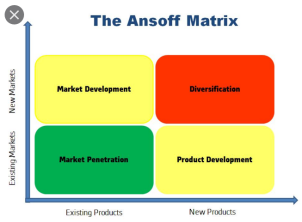 The Ansoff Matrix
New Markets
Market Development
Diversification
Existing Markets
Market Penetration
Product Development
Existing Products
New Products